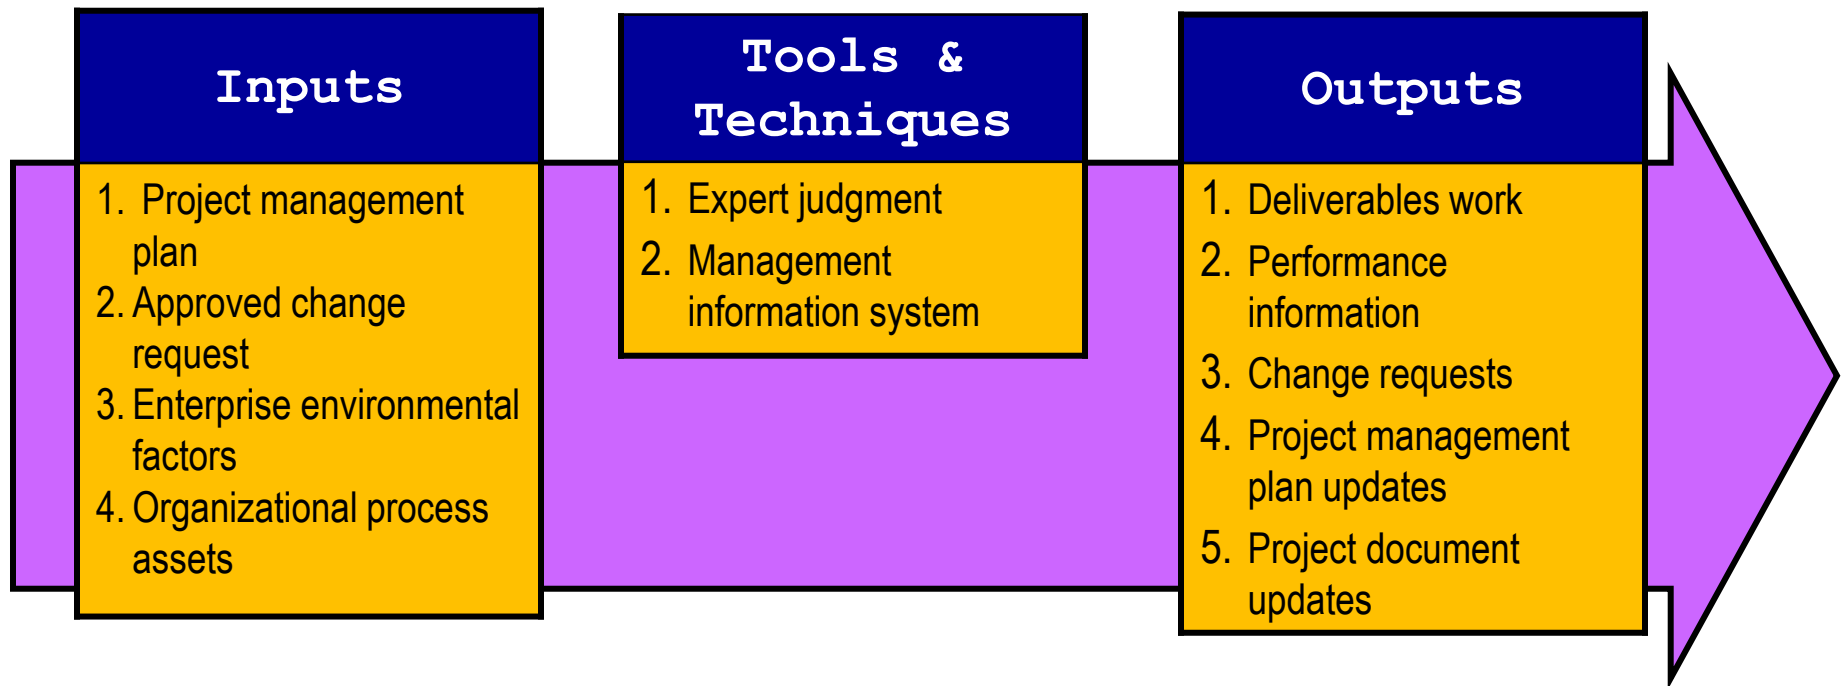 Inputs
1. Project management
plan
2. Approved change
request
3. Enterprise environmental
factors
4. Organizational process
assets
Tools &
Techniques
1. Expert judgment
2. Management
information system
Outputs
1. Deliverables work
2. Performance
information
3. Change requests
4. Project management
plan updates
5. Project document
updates